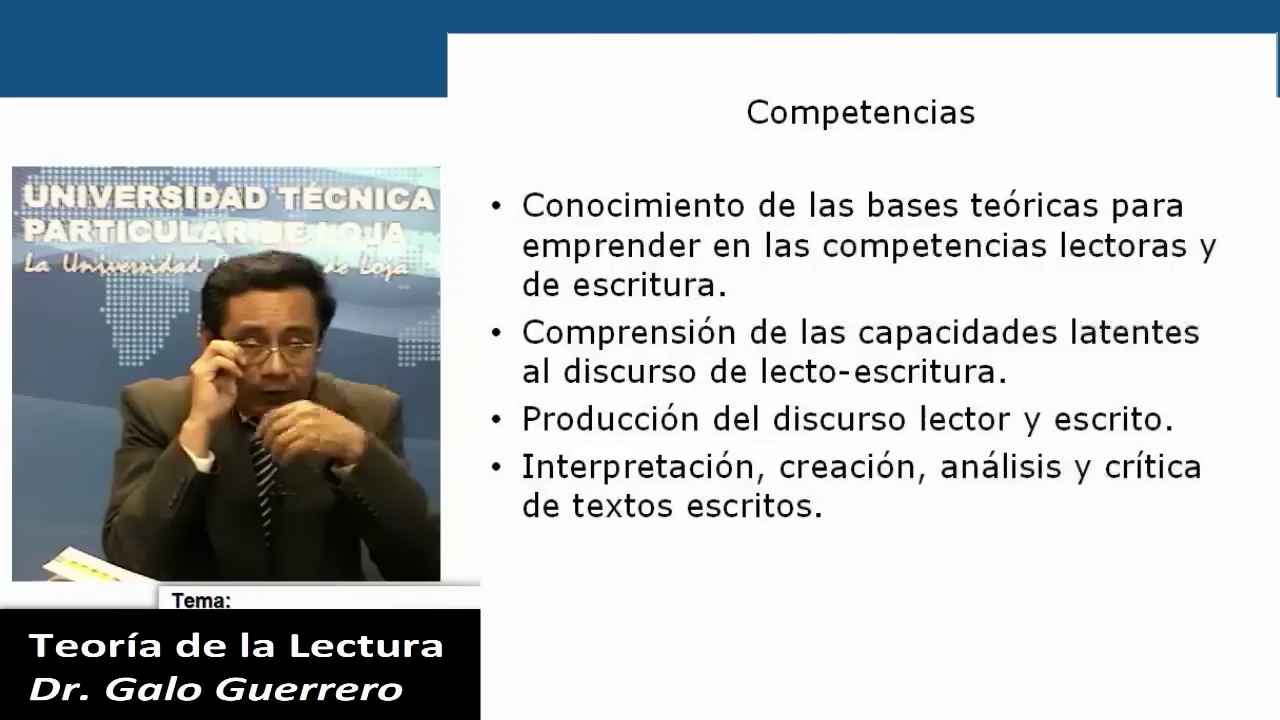 Competencias
UNIVERSIDAD TÉCNICA
PARTICULAR DE LOJA
La Universidad de Loja
• Conocimiento de las bases teóricas para
emprender en las competencias lectoras y
de escritura.
• Comprensión de las capacidades latentes
al discurso de lecto-escritura.
• Producción del discurso lector y escrito.
• Interpretación, creación, análisis y crítica
de textos escritos.
Tema:
Teoría de la Lectura
Dr. Galo Guerrero